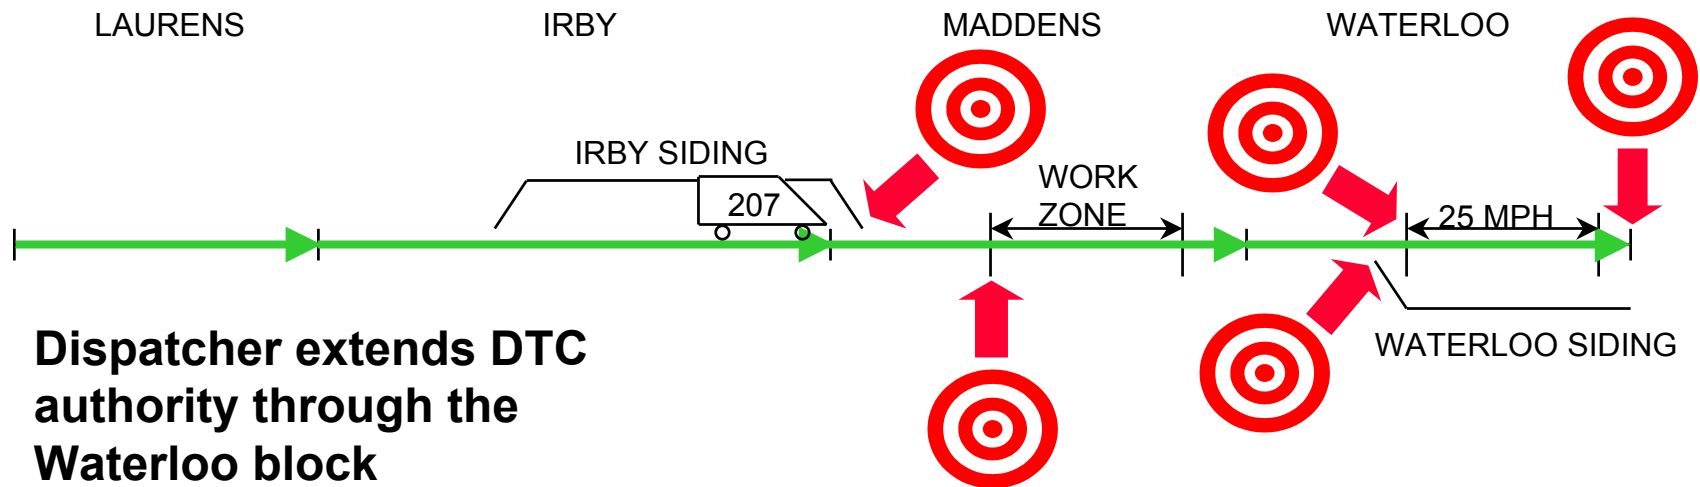 LAURENS
IRBY
MADDENS
WATERLOO
IRBY SIDING
207
WORK
ZONE
25 MPH
WATERLOO SIDING
Dispatcher extends DTC
authority through the
Waterloo block